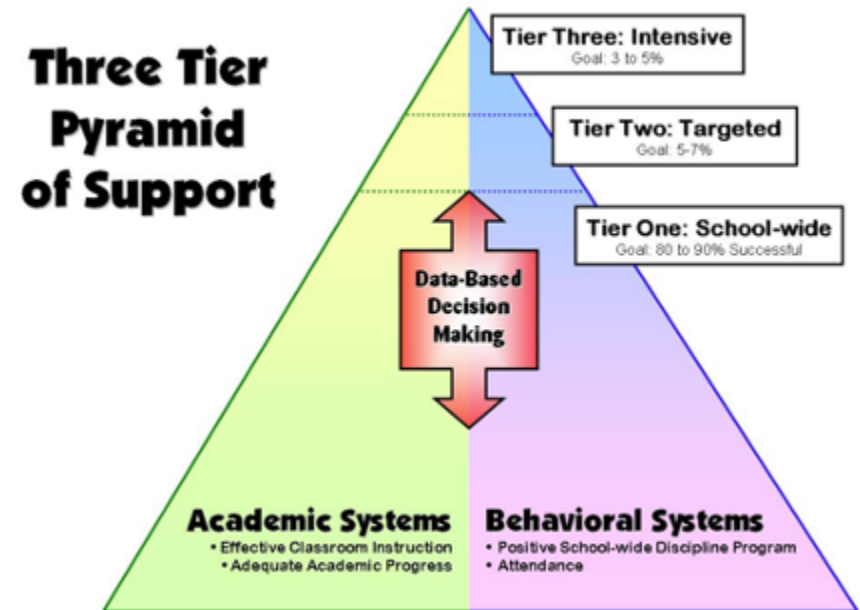 Three Tier
Pyramid
of Support
Tier Three: Intensive
Goal: 3 to 5%
Tier Two: Targeted
Goal: 5-7%
Tier One: School-wide
Goal: 80 to 90% Successful
Data-Based
Decision
Making
Academic Systems
• Effective Classroom Instruction
• Adequate Academic Progress
Behavioral Systems
• Positive School-wide Discipline Program
• Attendance